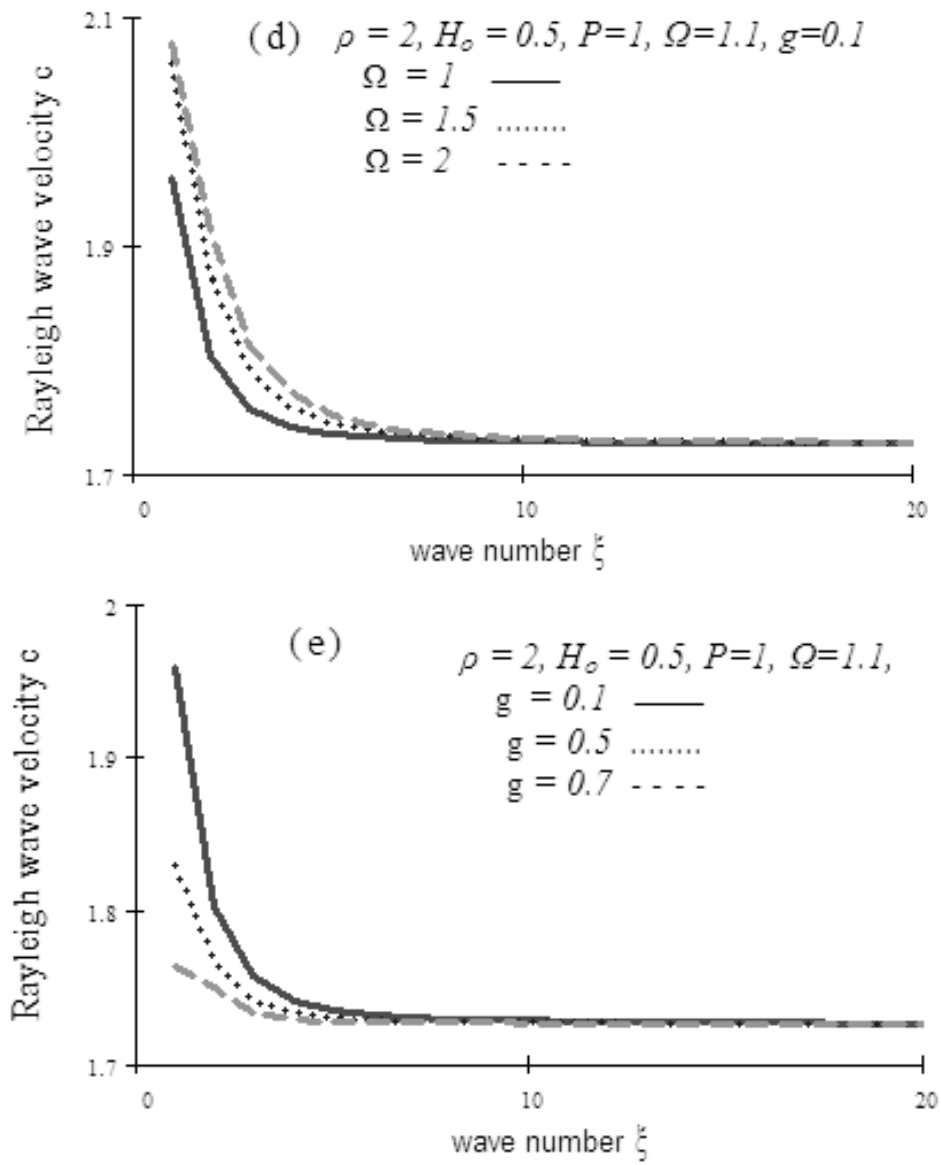 2.1
(d) ρ = 2, Hₒ = 0.5, P=1, Ω=1.1, g=0.1
Ω = 1
Ω = 1.5 ........
Ω = 2 - - - -
Rayleigh wave velocity c
1.9
1.7
0 10 20
wave number ξ
2
(e) ρ = 2, Hₒ = 0.5, P=1, Ω=1.1,
g = 0.1
g = 0.5 ........
g = 0.7 - - - -
Rayleigh wave velocity c
1.9
1.8
1.7
0 10 20
wave number ξ